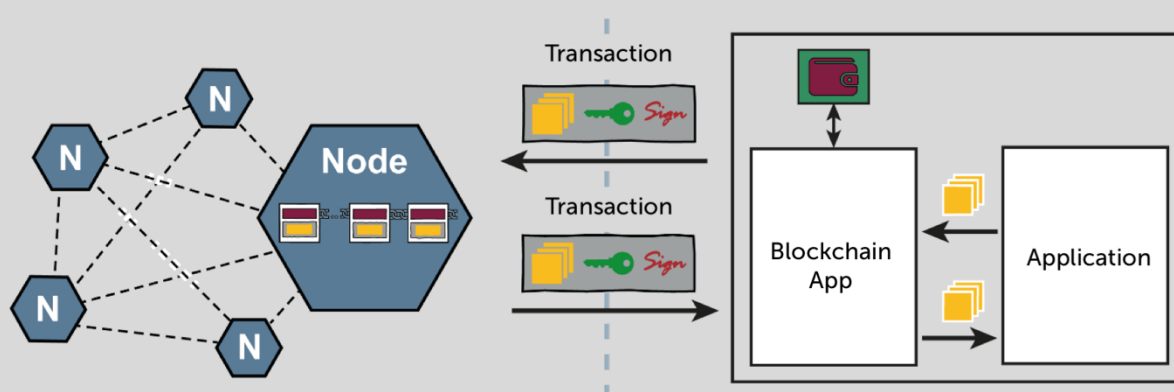 Transaction
Sign
N
N
Node
Transaction
Sign
N
N
Blockchain
App
Application